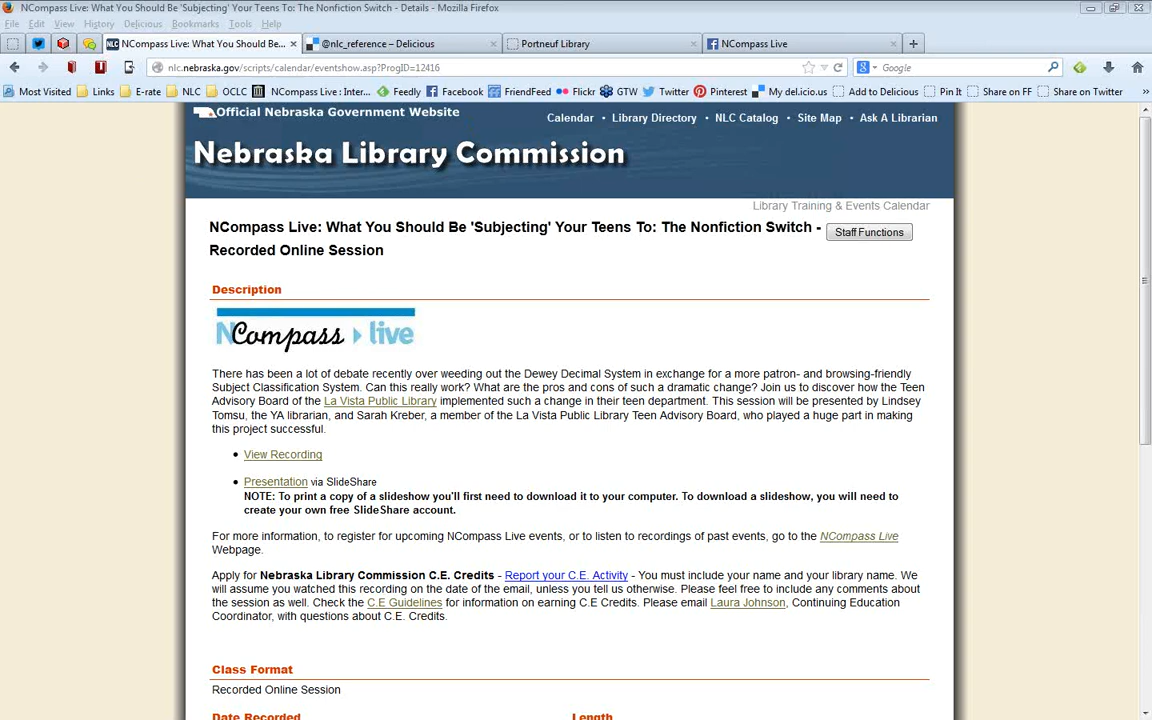 NCompass Live: What You Should Be 'Subjecting' Your Teens To: The Nonfiction Switch - Details - Mozilla Firefox
File Edit View History Delicious Bookmarks Tools Help
NLC NCompass Live: What You Should Be... × @nlc_reference – Delicious × Portneuf Library × NCompass Live × +
nlc.nebraska.gov/scripts/calendar/eventshow.asp?ProgID=12416 Google
Most Visited Links E-rate NLC OCLC NCompass Live : Inter... Feedly Facebook FriendFeed Flickr GTW Twitter Pinterest My del.icio.us Add to Delicious Pin It Share on FF Share on Twitter »
Official Nebraska Government Website
Calendar • Library Directory • NLC Catalog • Site Map • Ask A Librarian
Nebraska Library Commission
Library Training & Events Calendar
NCompass Live: What You Should Be 'Subjecting' Your Teens To: The Nonfiction Switch - Staff Functions
Recorded Online Session
Description
NCompass live
There has been a lot of debate recently over weeding out the Dewey Decimal System in exchange for a more patron- and browsing-friendly
Subject Classification System. Can this really work? What are the pros and cons of such a dramatic change? Join us to discover how the Teen
Advisory Board of the La Vista Public Library implemented such a change in their teen department. This session will be presented by Lindsey
Tomsu, the YA librarian, and Sarah Kreber, a member of the La Vista Public Library Teen Advisory Board, who played a huge part in making
this project successful.
• View Recording
• Presentation via SlideShare
NOTE: To print a copy of a slideshow you'll first need to download it to your computer. To download a slideshow, you will need to
create your own free SlideShare account.
For more information, to register for upcoming NCompass Live events, or to listen to recordings of past events, go to the NCompass Live
Webpage.
Apply for Nebraska Library Commission C.E. Credits - Report your C.E. Activity - You must include your name and your library name. We
will assume you watched this recording on the date of the email, unless you tell us otherwise. Please feel free to include any comments about
the session as well. Check the C.E Guidelines for information on earning C.E Credits. Please email Laura Johnson, Continuing Education
Coordinator, with questions about C.E. Credits.
Class Format
Recorded Online Session
Date Recorded Length